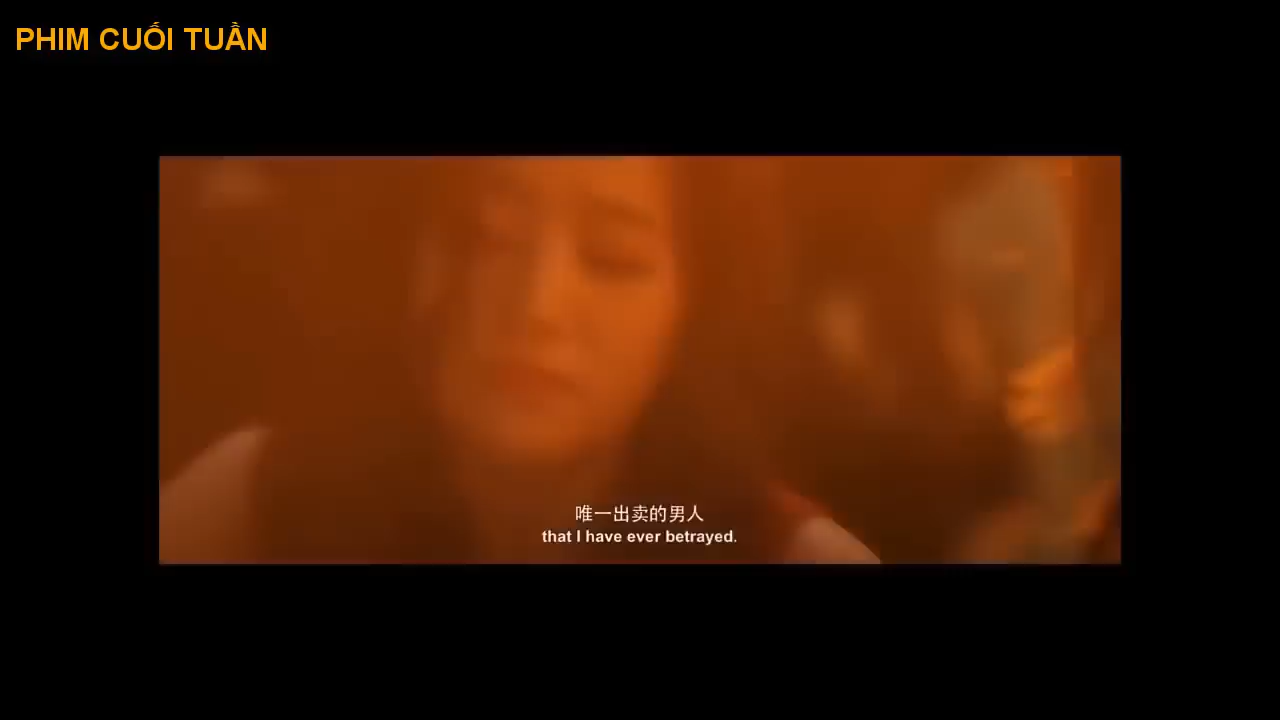 PHIM CUỐI TUẦN
唯一出卖的男人
that I have ever betrayed.